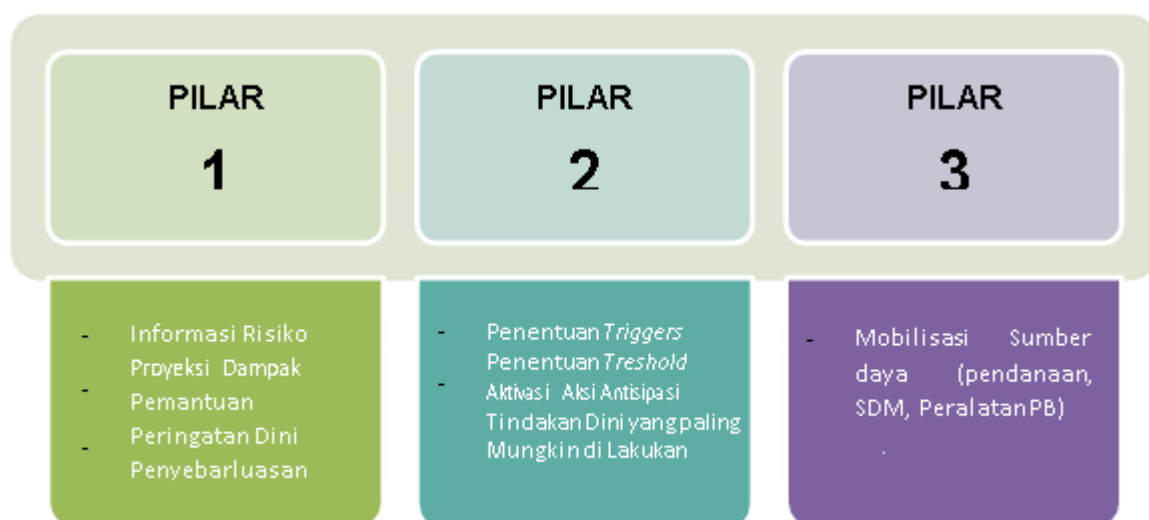 PILAR
1
PILAR
2
PILAR
3
- Informasi Risiko
Proyeksi Dampak
- Pemantuan
Peringatan Dini
- Penyebarluasan
- Penentuan Triggers
Penentuan Treshold
- Aktivasi Aksi Antisipasi
Tindakan Dini yang paling
Mungkin di Lakukan
- Mobilisasi Sumber
daya (pendanaan,
SDM, Peralatan PB)
.